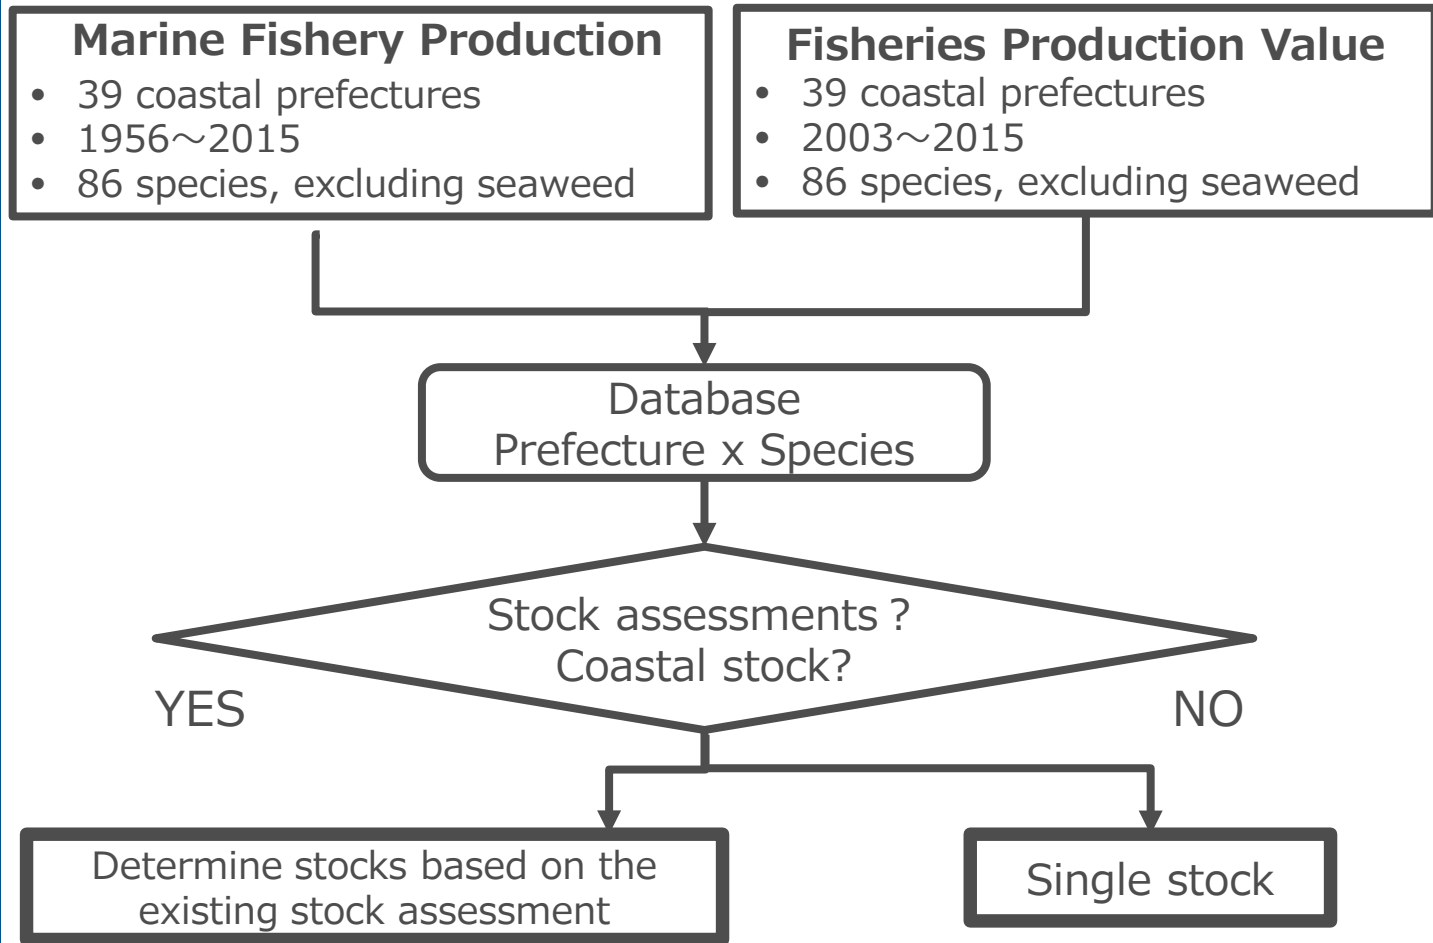 Marine Fishery Production
• 39 coastal prefectures
• 1956～2015
• 86 species, excluding seaweed
Fisheries Production Value
• 39 coastal prefectures
• 2003～2015
• 86 species, excluding seaweed
Database
Prefecture x Species
Stock assessments ?
Coastal stock?
YES
NO
Determine stocks based on the
existing stock assessment
Single stock